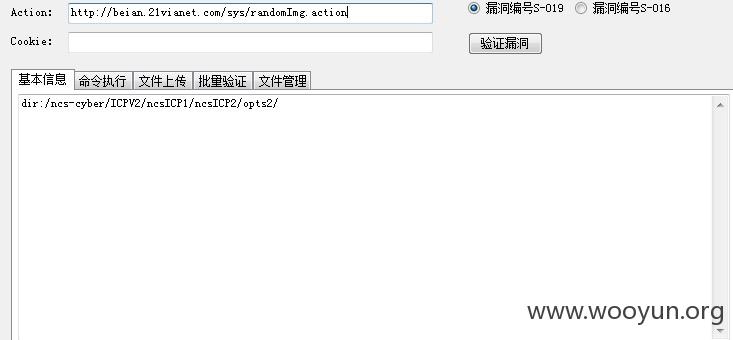 Action: http://beian.21vianet.com/sys/randomImg.action 漏洞编号S-019 漏洞编号S-016
Cookie: 验证漏洞
基本信息 命令执行 文件上传 批量验证 文件管理
dir:/ncs-cyber/ICPV2/ncsICP1/ncsICP2/opts2/
www.wooyun.org